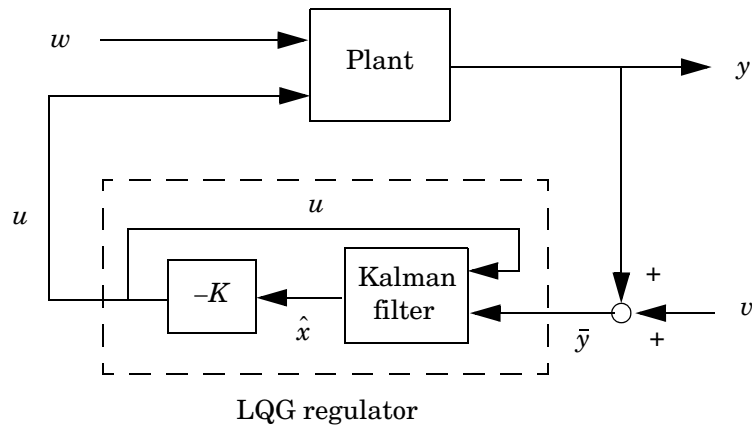 w
Plant
y
u
u
–K
Kalman
filter
x̂
ȳ
+
+
v
LQG regulator